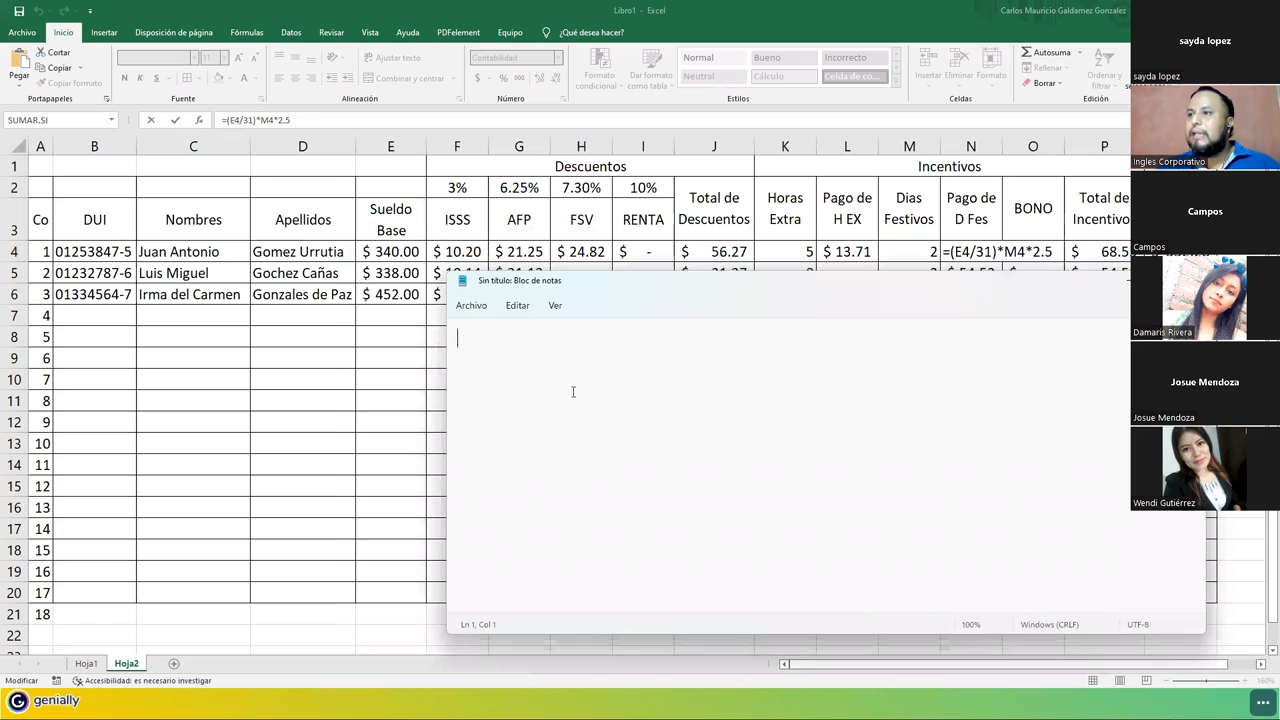 Libro1 - Excel
Carlos Mauricio Galdamez Gonzalez
Archivo Inicio Insertar Disposición de página Fórmulas Datos Revisar Vista Ayuda PDFelement Equipo ¿Qué desea hacer?
Pegar
Cortar
Copiar
Copiar formato
Portapapeles
11
N K S
Fuente
Ajustar texto
Combinar y centrar
Alineación
Contabilidad
$ % 000
Número
Formato condicional
Dar formato como tabla
Normal Bueno Incorrecto
Neutral Cálculo Celda de co...
Estilos
Insertar Eliminar Formato
Celdas
Autosuma
Rellenar
Borrar
Ordenar y
Edición
SUMAR.SI
fx
=(E4/31)*M4*2.5
A B C D E F G H I J K L M N O P
1 Descuentos Incentivos
2 3% 6.25% 7.30% 10%
3 Co DUI Nombres Apellidos Sueldo Base ISSS AFP FSV RENTA Total de Descuentos Horas Extra Pago de H EX Dias Festivos Pago de D Fes BONO Total de Incentivo
4 1 01253847-5 Juan Antonio Gomez Urrutia $ 340.00 $ 10.20 $ 21.25 $ 24.82 $ - $ 56.27 5 $ 13.71 2 =(E4/31)*M4*2.5 $ 68.5
5 2 01232787-6 Luis Miguel Gochez Cañas $ 338.00
6 3 01334564-7 Irma del Carmen Gonzales de Paz $ 452.00 $
7 4
8 5
9 6
10 7
11 8
12 9
13 10
14 11
15 12
16 13
17 14
18 15
19 16
20 17
21 18
22
Sin título: Bloc de notas
Archivo Editar Ver
Ln 1, Col 1 100% Windows (CRLF) UTF-8
Hoja1 Hoja2
Modificar Accesibilidad: es necesario investigar
160%
G genially
sayda lopez
sayda lopez
Ingles Corporativo
Campos
Campos
Damaris Rivera
Josue Mendoza
Josue Mendoza
Wendi Gutiérrez